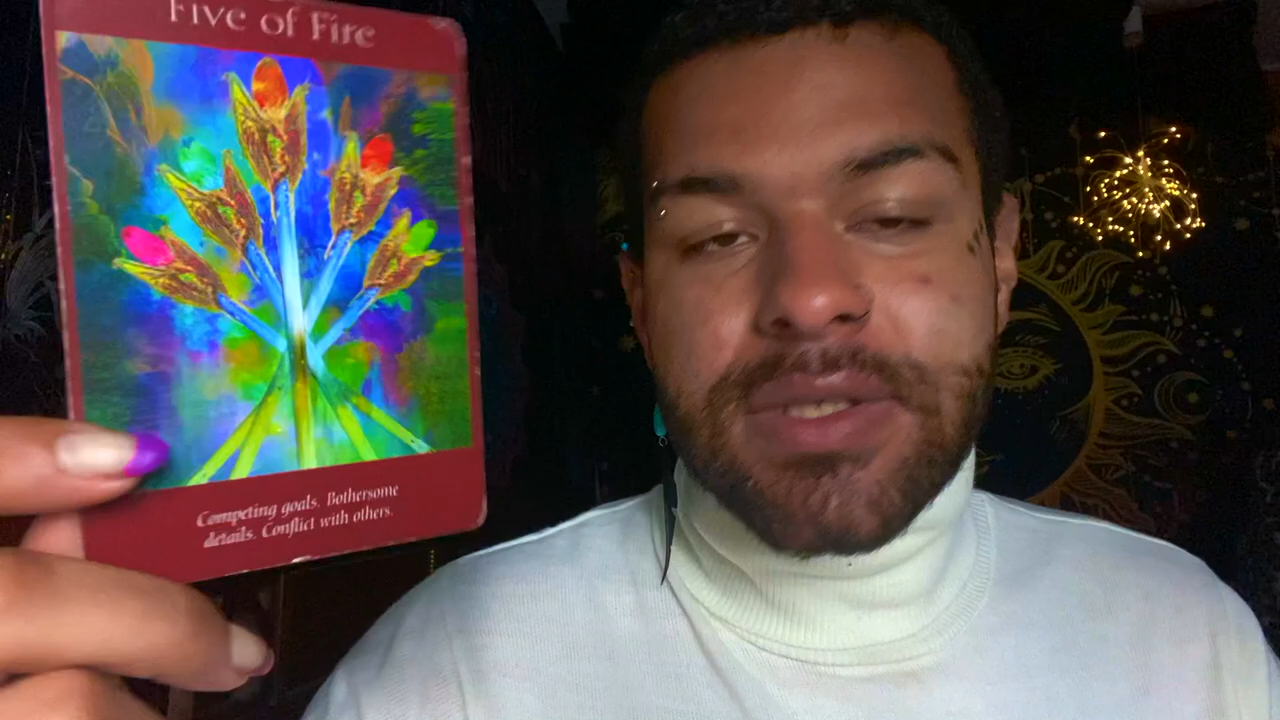 Five of Fire
Competing goals. Bothersome
details. Conflict with others.